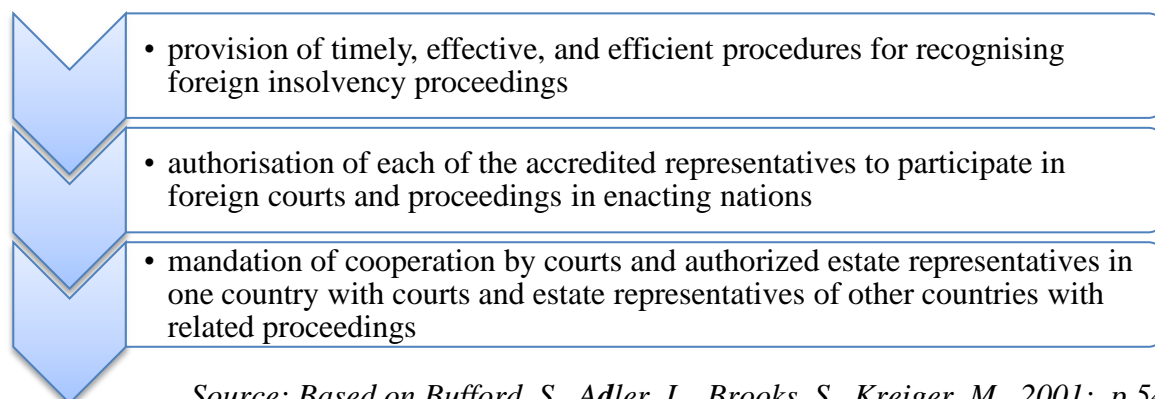 • provision of timely, effective, and efficient procedures for recognising
foreign insolvency proceedings
• authorisation of each of the accredited representatives to participate in
foreign courts and proceedings in enacting nations
• mandation of cooperation by courts and authorized estate representatives in
one country with courts and estate representatives of other countries with
related proceedings
Source: Based on Bufford, S., Adler, L., Brooks, S., Kreiger, M., 2001: p.